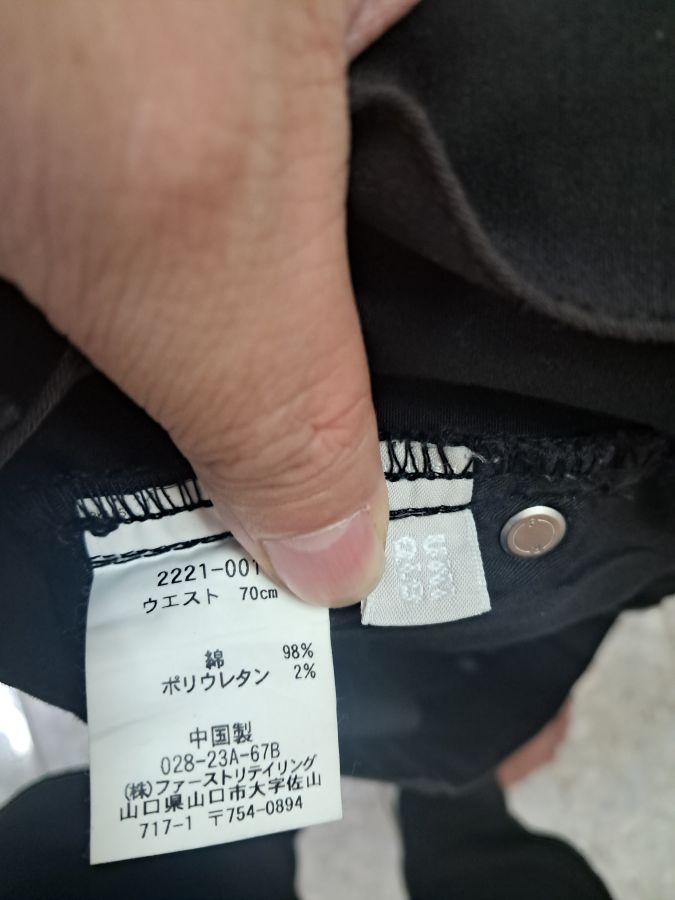 2221-001
ウエスト 70cm
綿 98%
ポリウレタン 2%
中国製
028-23A-67B
(株)ファーストリテイリング
山口県山口市大字佐山
717-1 〒754-0894